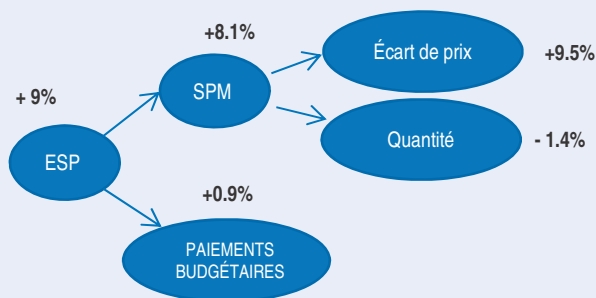 +8.1%
Écart de prix
+9.5%
SPM
+ 9%
Quantité
- 1.4%
ESP
+0.9%
PAIEMENTS
BUDGÉTAIRES